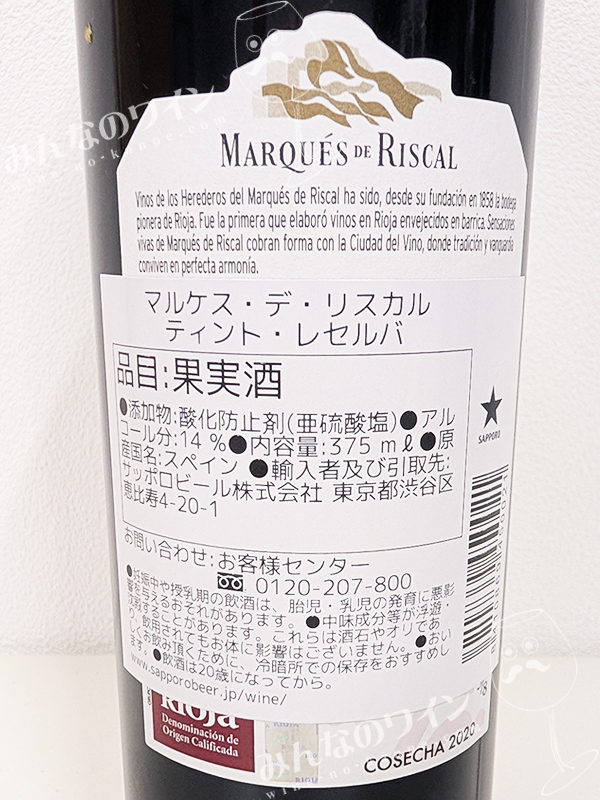 MARQUÉS DE RISCAL
Vinos de los Herederos del Marqués de Riscal ha sido, desde su fundación en 1858 la bodega
pionera de Rioja. Fue la primera que elaboró vinos en Rioja envejecidos en barrica. Sensaciones
vivas de Marqués de Riscal cobran forma con la Ciudad del Vino, donde tradición y vanguardia
conviven en perfecta armonía.
マルケス・デ・リスカル
ティント・レセルバ
品目:果実酒
●添加物:酸化防止剤(亜硫酸塩)●アル
コール分:14%●内容量:375mℓ●原
産国名:スペイン ●輸入者及び引取先:
サッポロビール株式会社 東京都渋谷区
恵比寿4-20-1
SAPPORO
お問い合わせ:お客様センター
0120-207-800
●妊娠中や授乳期の飲酒は、胎児・乳児の発育に悪影
響を与えるおそれがあります。●中味成分等が浮遊・
沈殿することがあります。これらは酒石やオリであ
り、飲用されてもお体に影響はございません。●おい
しくお飲み頂くために、冷暗所での保存をおすすめし
ます。●飲酒は20歳になってから。
www.sapporobeer.jp/wine/
RIOJA
Denominación de
Origen Calificada
COSECHA 2020
みんなのワイン
みんなのワイン